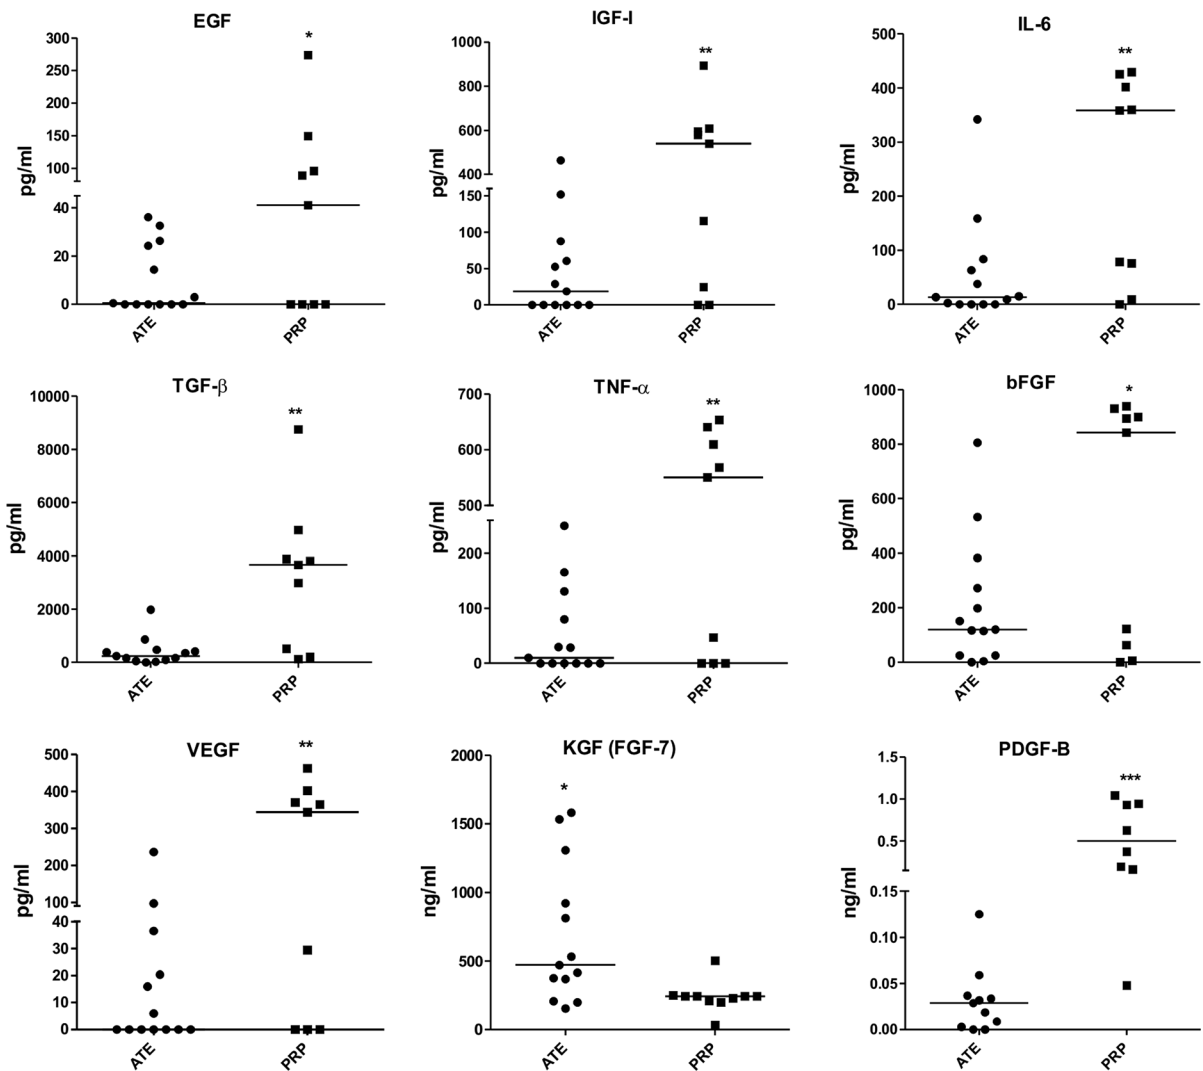 EGF
*
300
250
200
150
100
40
20
0
pg/ml
ATE
PRP
IGF-I
**
1000
800
600
400
150
100
50
0
pg/ml
ATE
PRP
IL-6
**
500
400
300
200
100
0
pg/ml
ATE
PRP
TGF-β
**
10000
8000
6000
4000
2000
0
pg/ml
ATE
PRP
TNF-α
**
700
600
500
200
100
0
pg/ml
ATE
PRP
bFGF
*
1000
800
600
400
200
0
pg/ml
ATE
PRP
VEGF
**
500
400
300
200
100
40
30
20
10
0
pg/ml
ATE
PRP
KGF (FGF-7)
*
2000
1500
1000
500
0
ng/ml
ATE
PRP
PDGF-B
***
1.5
1.0
0.5
0.15
0.10
0.05
0.00
ng/ml
ATE
PRP